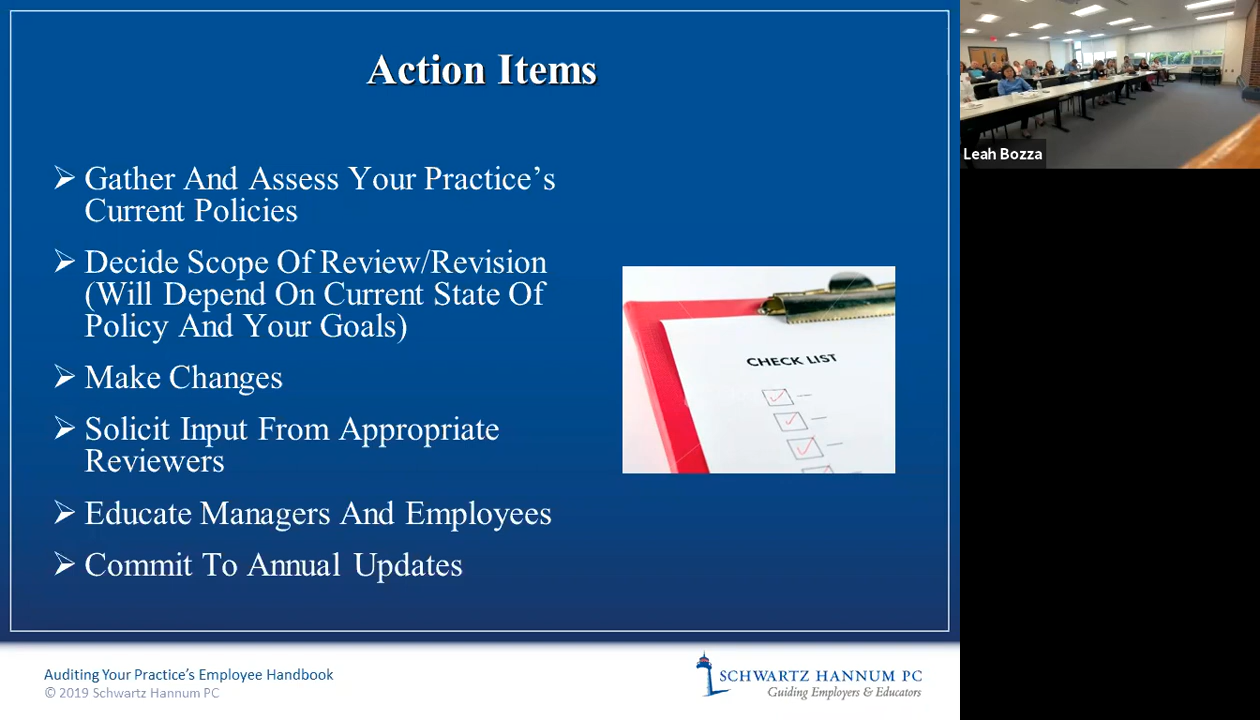 Action Items
Gather And Assess Your Practice's
Current Policies
Decide Scope Of Review/Revision
(Will Depend On Current State Of
Policy And Your Goals)
Make Changes
Solicit Input From Appropriate
Reviewers
Educate Managers And Employees
Commit To Annual Updates
CHECK LIST
Auditing Your Practice's Employee Handbook
© 2019 Schwartz Hannum PC
SCHWARTZ HANNUM PC
Guiding Employers & Educators
Leah Bozza